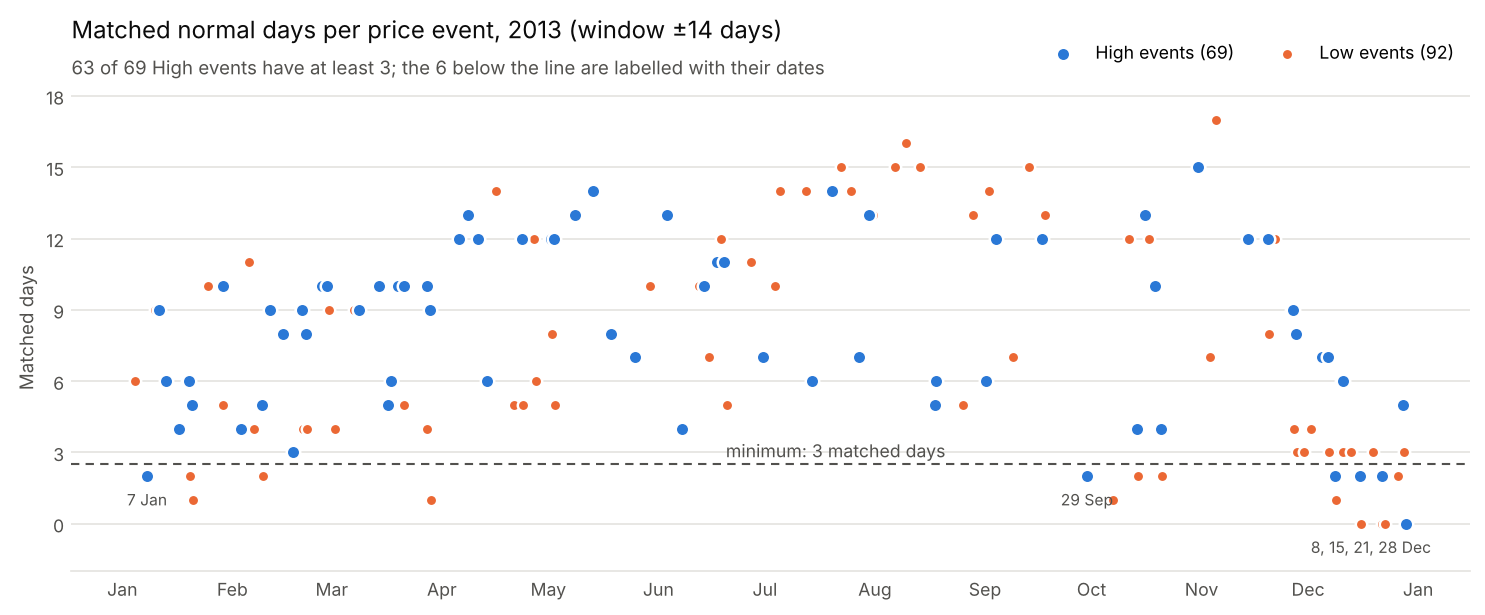 Matched normal days per price event, 2013 (window ±14 days)
63 of 69 High events have at least 3; the 6 below the line are labelled with their dates
High events (69)
Low events (92)
Matched days
18
15
12
9
6
3
0
minimum: 3 matched days
7 Jan
29 Sep
8, 15, 21, 28 Dec
Jan Feb Mar Apr May Jun Jul Aug Sep Oct Nov Dec Jan